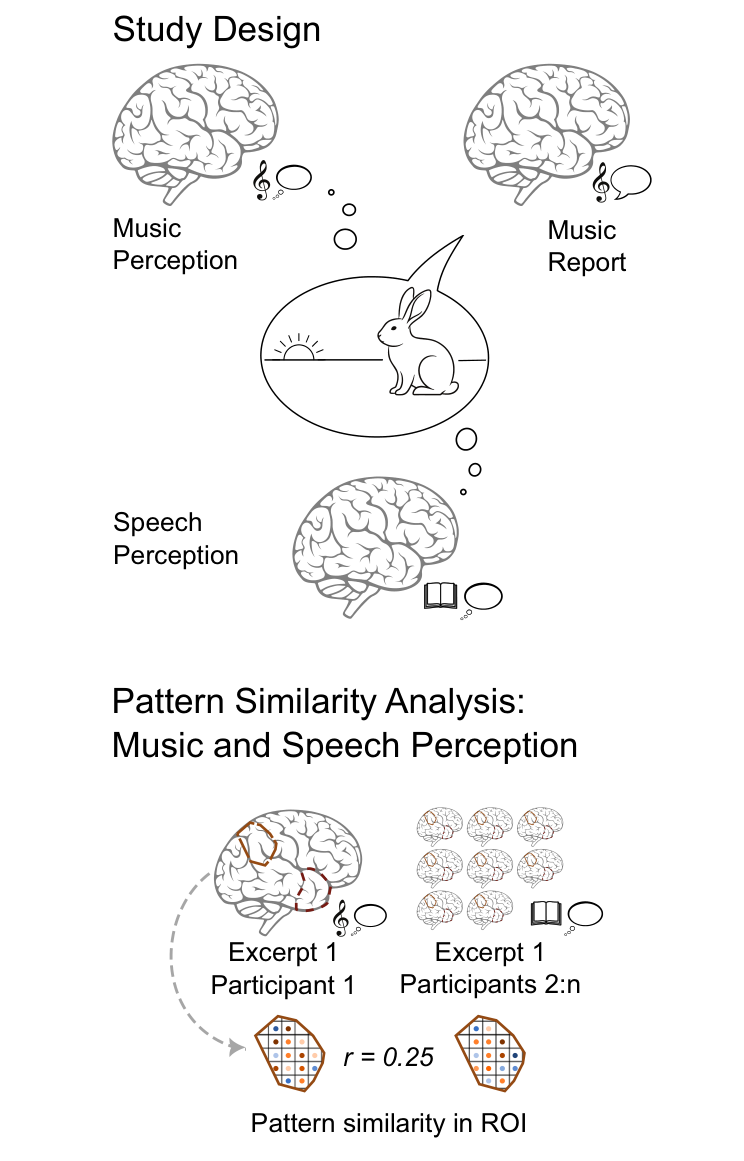 Study Design
Music
Perception
Music
Report
Speech
Perception
Pattern Similarity Analysis:
Music and Speech Perception
Excerpt 1
Participant 1
Excerpt 1
Participants 2:n
r = 0.25
Pattern similarity in ROI